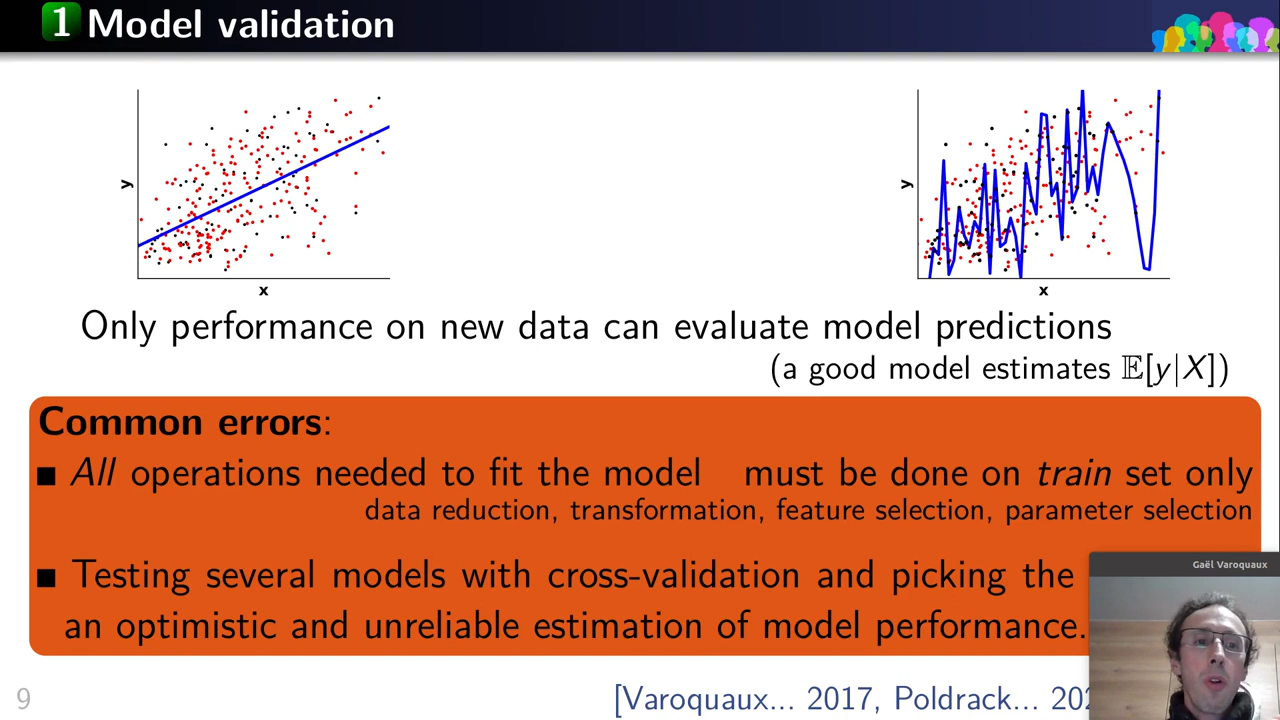 1 Model validation
y
x
y
x
Only performance on new data can evaluate model predictions
(a good model estimates 𝔼[y|X])
Common errors:
■ All operations needed to fit the model must be done on train set only
data reduction, transformation, feature selection, parameter selection
■ Testing several models with cross-validation and picking the
an optimistic and unreliable estimation of model performance.
Gaël Varoquaux
9
[Varoquaux... 2017, Poldrack...